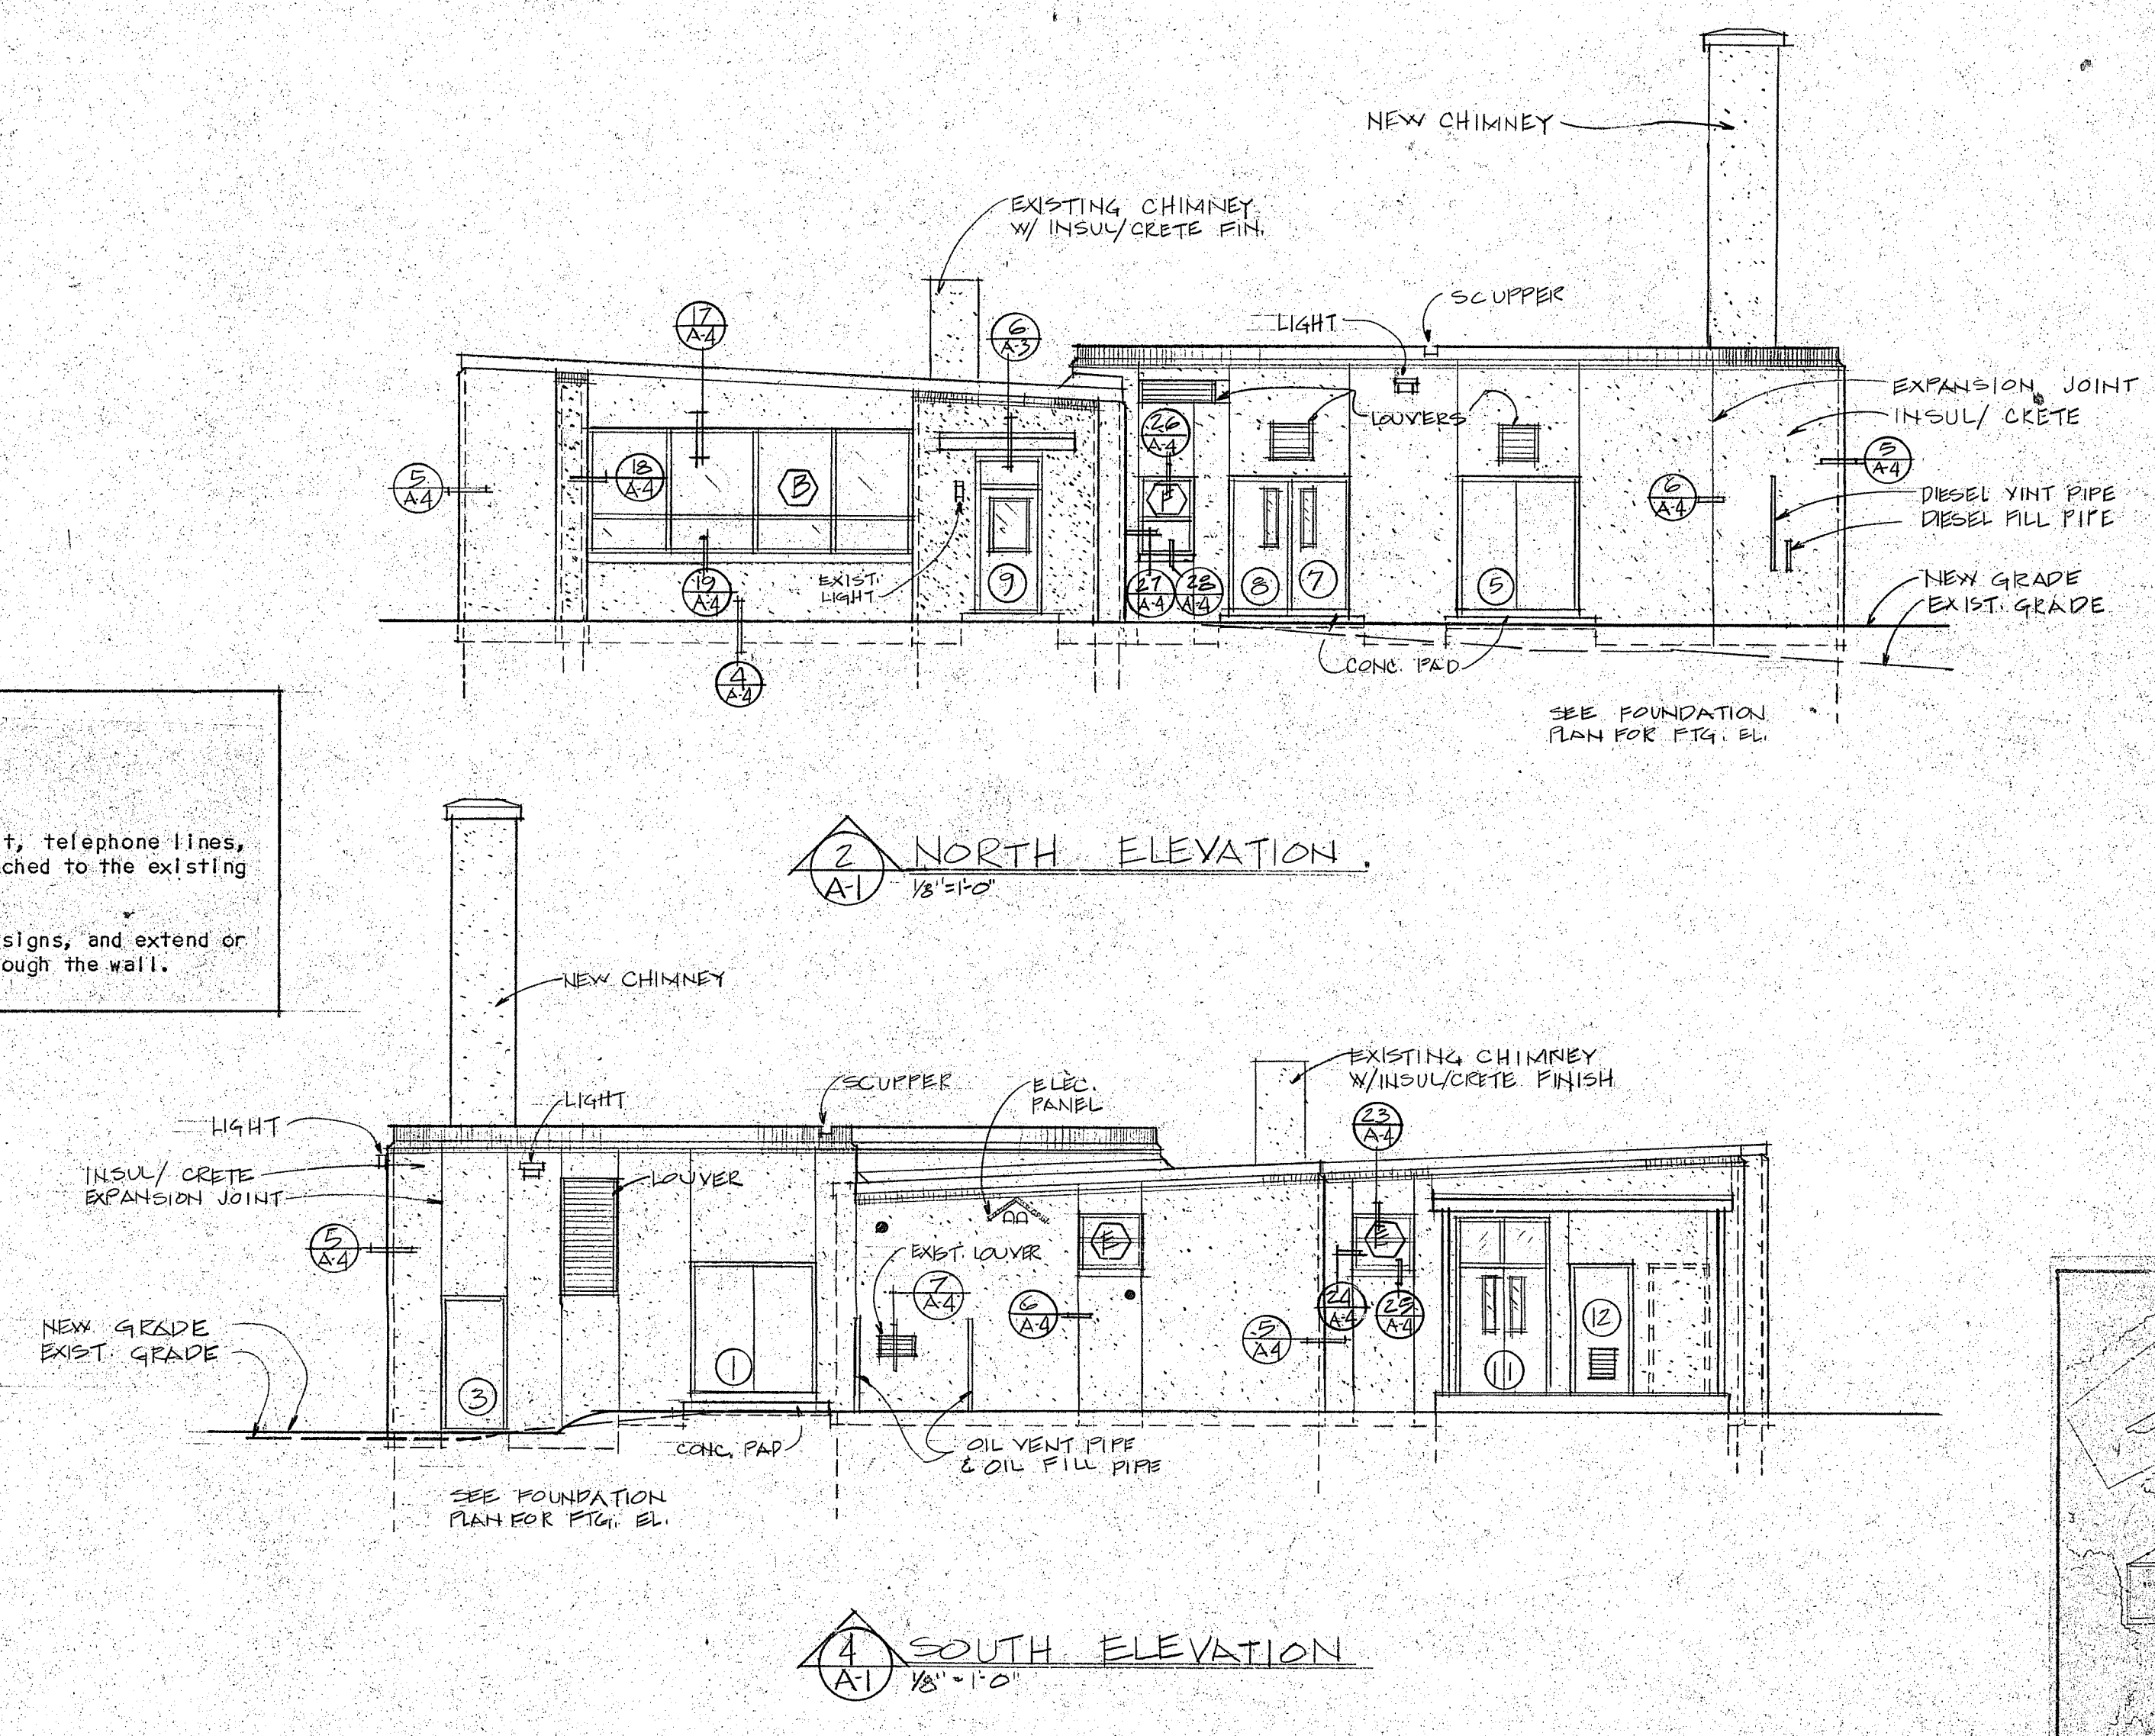 NEW CHIMNEY
EXISTING CHIMNEY
W/ INSUL/CRETE FIN.
SCUPPER
LIGHT
17
A-4
6
A-3
EXPANSION JOINT
INSUL/ CRETE
LOUVERS
26
A-4
5
A-4
18
A-4
B
F
5
A-4
6
A-4
DIESEL VINT PIPE
DIESEL FILL PIPE
19
A-4
EXIST.
LIGHT
9
27
A-4
28
A-4
8
7
5
NEW GRADE
EXIST. GRADE
4
A-4
CONC. PAD
SEE FOUNDATION
PLAN FOR FTG. EL.
t, telephone lines,
ched to the existing
signs, and extend or
ough the wall.
2
A-1
NORTH ELEVATION
1/8"=1'-0"
NEW CHIMNEY
EXISTING CHIMNEY
W/INSUL/CRETE FINISH
SCUPPER
ELEC.
PANEL
LIGHT
LIGHT
23
A-4
INSUL/ CRETE
EXPANSION JOINT
LOUVER
5
A-4
EXIST. LOUVER
E
E
7
A-4
6
A-4
24
A-4
25
A-4
5
A4
12
11
1
3
NEW GRADE
EXIST. GRADE
CONC. PAD
OIL VENT PIPE
& OIL FILL PIPE
SEE FOUNDATION
PLAN FOR FTG. EL.
4
A-1
SOUTH ELEVATION
1/8"=1'-0"